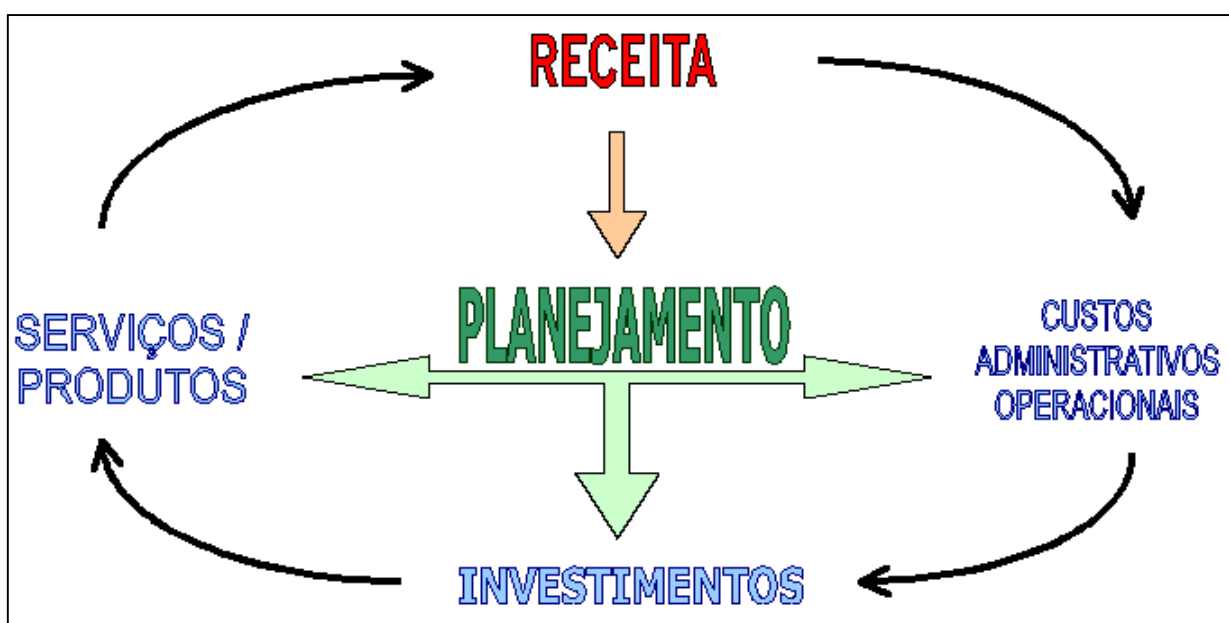 RECEITA
PLANEJAMENTO
SERVIÇOS /
PRODUTOS
CUSTOS
ADMINISTRATIVOS
OPERACIONAIS
INVESTIMENTOS